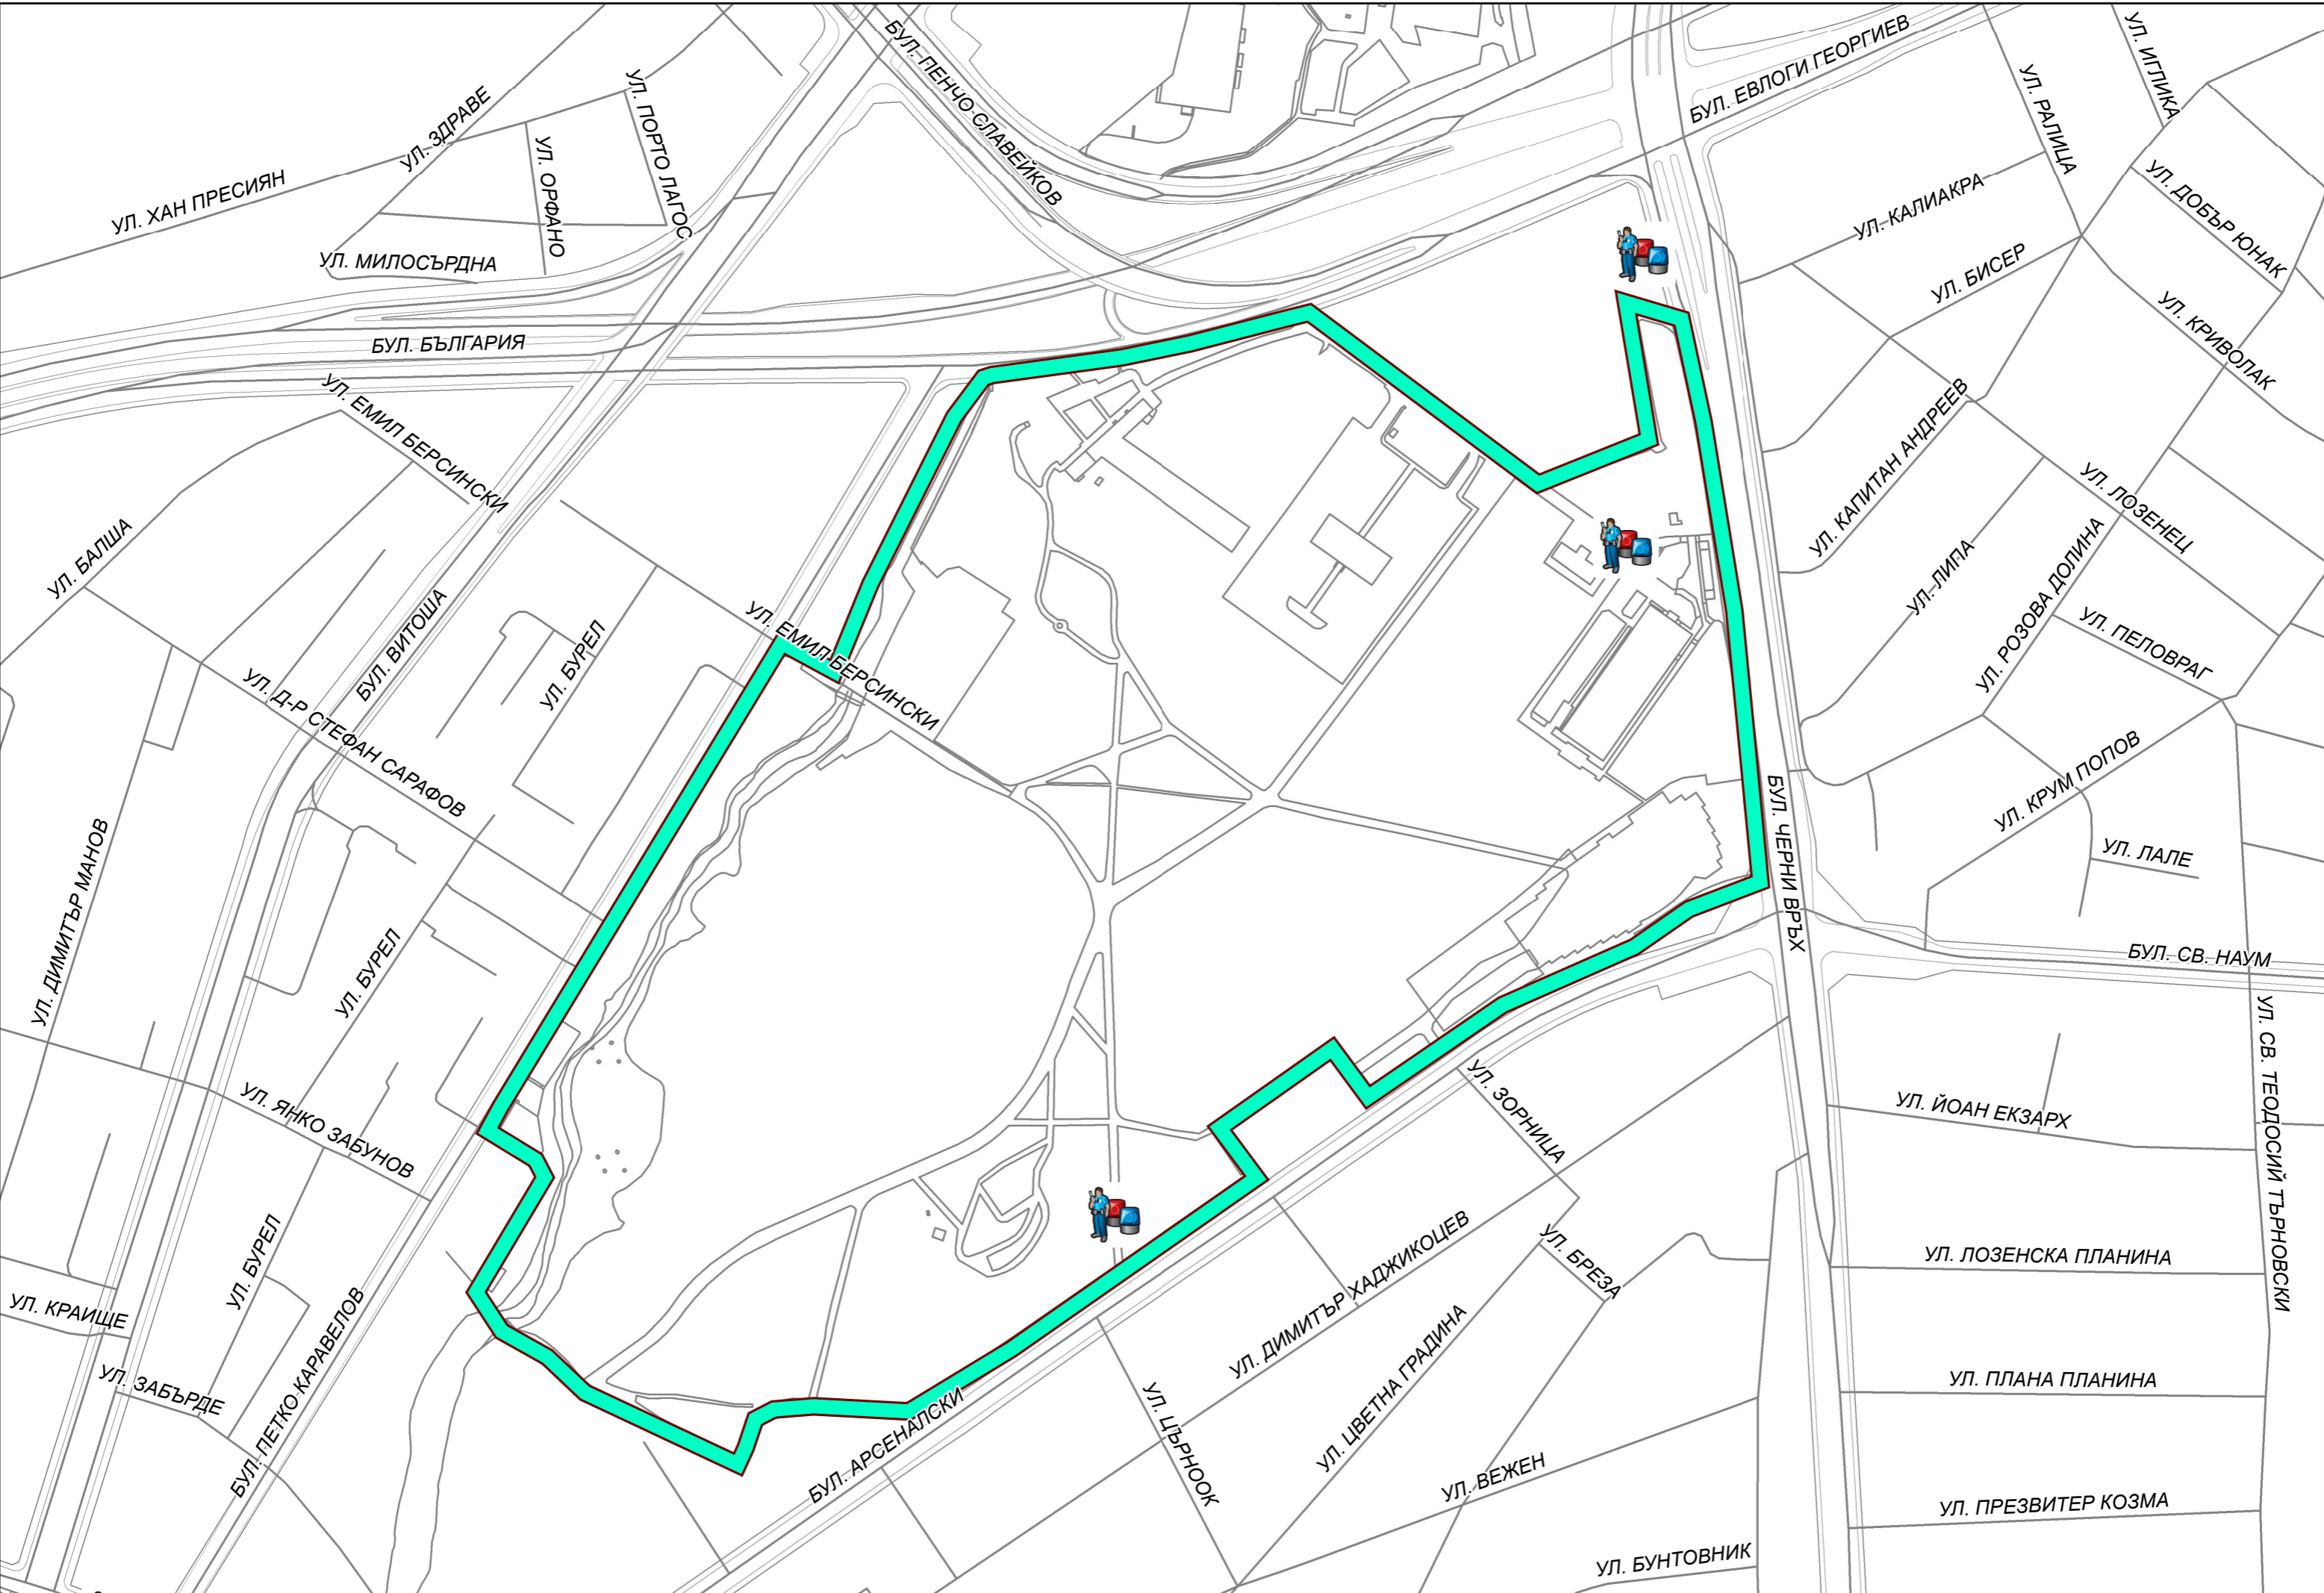 БУЛ. ПЕНЧО СЛАВЕЙКОВ
БУЛ. ЕВЛОГИ ГЕОРГИЕВ
УЛ. ИГЛИКА
УЛ. РАЛИЦА
УЛ. ЗДРАВЕ
УЛ. ПОРТО ЛАГОС
УЛ. ОРФАНО
УЛ. ХАН ПРЕСИЯН
УЛ. МИЛОСЪРДНА
УЛ. КАЛИАКРА
УЛ. ДОБЪР ЮНАК
УЛ. БИСЕР
УЛ. КРИВОЛАК
БУЛ. БЪЛГАРИЯ
УЛ. ЕМИЛ БЕРСИНСКИ
УЛ. КАПИТАН АНДРЕЕВ
УЛ. ЛОЗЕНЕЦ
УЛ. БАЛША
БУЛ. ВИТОША
УЛ. БУРЕЛ
УЛ. ЕМИЛ БЕРСИНСКИ
УЛ. ЛИПА
УЛ. РОЗОВА ДОЛИНА
УЛ. ПЕЛОВРАГ
УЛ. Д-Р СТЕФАН САРАФОВ
УЛ. КРУМ ПОПОВ
БУЛ. ЧЕРНИ ВРЪХ
УЛ. ЛАЛЕ
УЛ. ДИМИТЪР МАНОВ
УЛ. БУРЕЛ
БУЛ. СВ. НАУМ
УЛ. СВ. ТЕОДОСИЙ ТЪРНОВСКИ
УЛ. ЯНКО ЗАБУНОВ
УЛ. ЗОРНИЦА
УЛ. ЙОАН ЕКЗАРХ
УЛ. БУРЕЛ
УЛ. ДИМИТЪР ХАДЖИКОЦЕВ
УЛ. БРЕЗА
УЛ. ЛОЗЕНСКА ПЛАНИНА
УЛ. КРАИЩЕ
БУЛ. ПЕТКО КАРАВЕЛОВ
УЛ. ЗАБЪРДЕ
УЛ. ЦВЕТНА ГРАДИНА
УЛ. ПЛАНА ПЛАНИНА
БУЛ. АРСЕНАЛСКИ
УЛ. ЦЪРНООК
УЛ. ВЕЖЕН
УЛ. ПРЕЗВИТЕР КОЗМА
УЛ. БУНТОВНИК